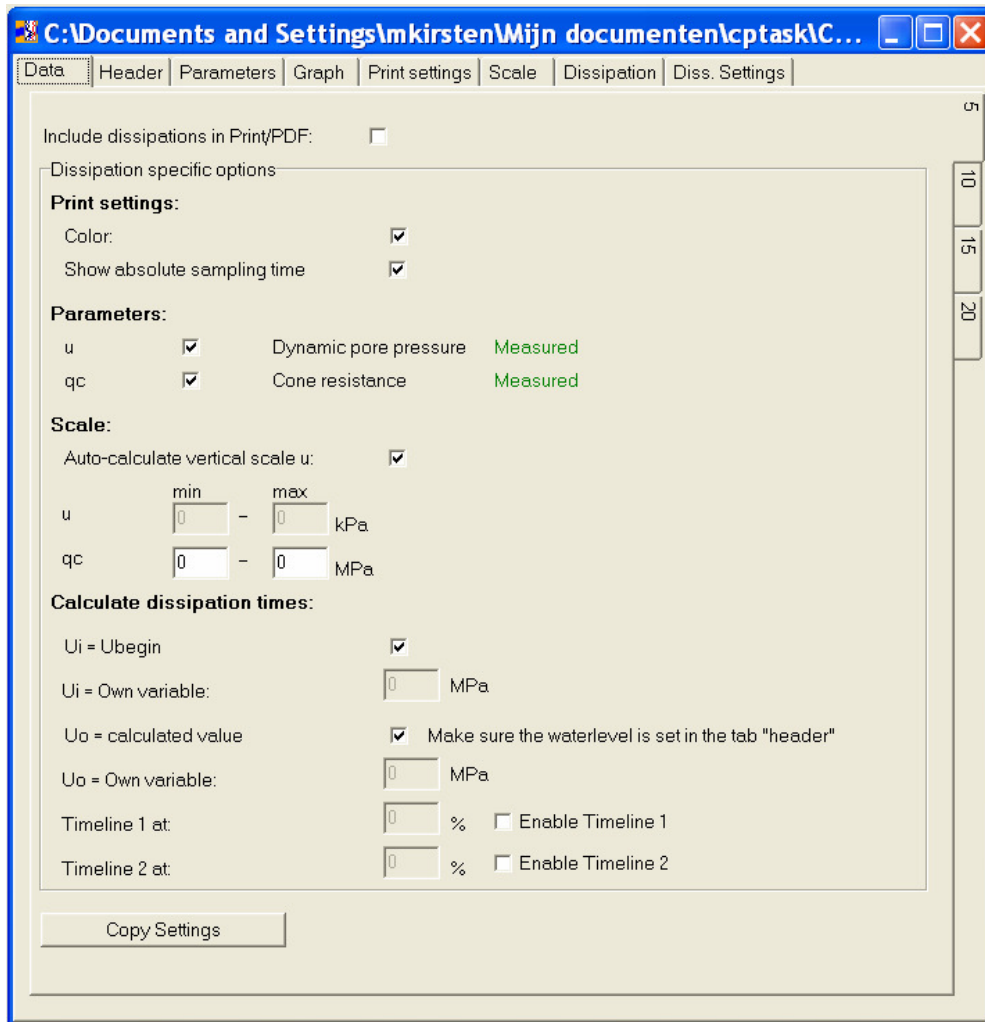 C:\Documents and Settings\mkirsten\Mijn documenten\cptask\C...
Data Header Parameters Graph Print settings Scale Dissipation Diss. Settings
5
10
15
20
Include dissipations in Print/PDF:
Dissipation specific options
Print settings:
Color:
Show absolute sampling time
Parameters:
u Dynamic pore pressure Measured
qc Cone resistance Measured
Scale:
Auto-calculate vertical scale u:
min max
u 0 - 0 kPa
qc 0 - 0 MPa
Calculate dissipation times:
Ui = Ubegin
Ui = Own variable: 0 MPa
Uo = calculated value Make sure the waterlevel is set in the tab "header"
Uo = Own variable: 0 MPa
Timeline 1 at: 0 % Enable Timeline 1
Timeline 2 at: 0 % Enable Timeline 2
Copy Settings